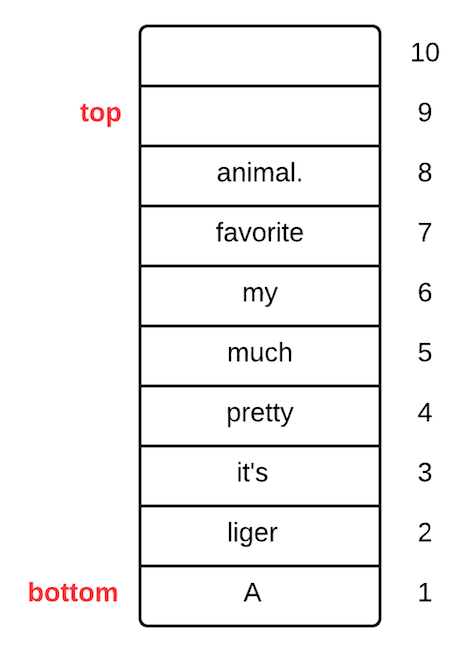 10
top 9
animal. 8
favorite 7
my 6
much 5
pretty 4
it's 3
liger 2
bottom A 1